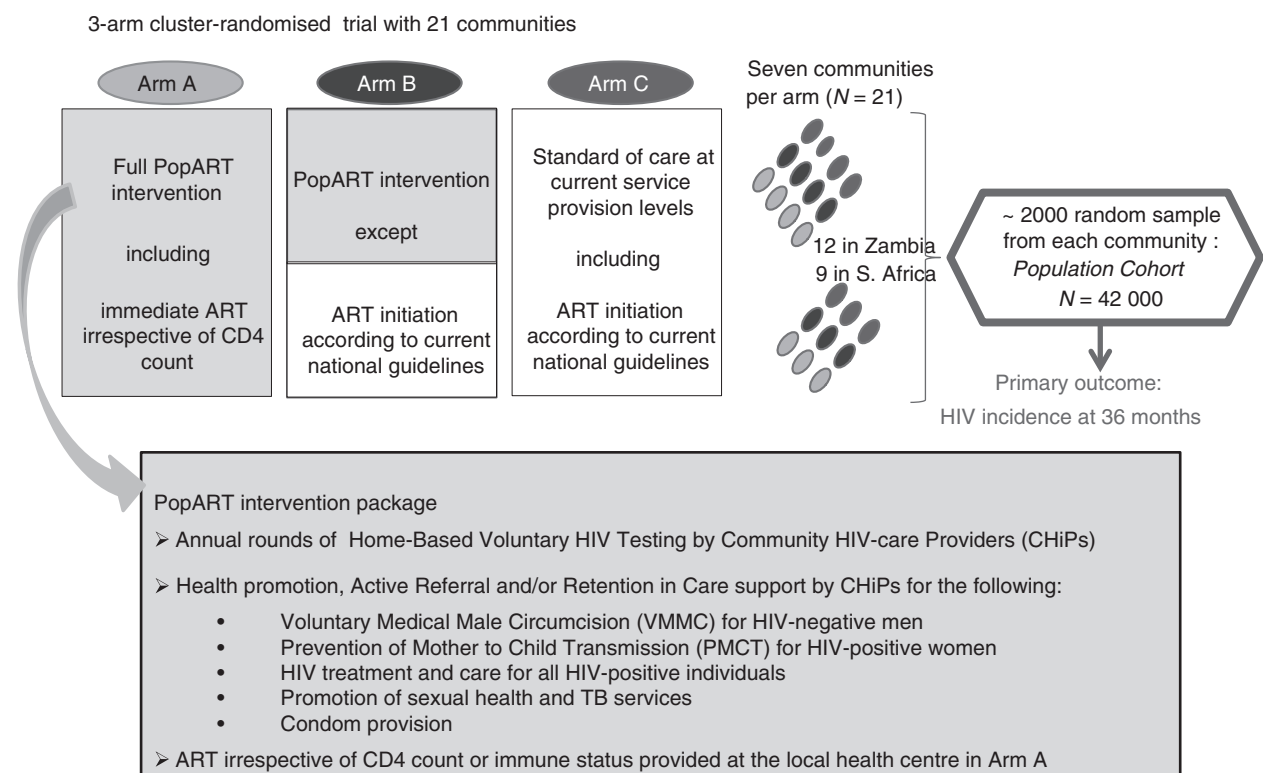 3-arm cluster-randomised trial with 21 communities
Arm A
Full PopART
intervention
including
immediate ART
irrespective of CD4
count
Arm B
PopART intervention
except
ART initiation
according to current
national guidelines
Arm C
Standard of care at
current service
provision levels
including
ART initiation
according to current
national guidelines
Seven communities
per arm (N = 21)
12 in Zambia
9 in S. Africa
~ 2000 random sample
from each community :
Population Cohort
N = 42 000
Primary outcome:
HIV incidence at 36 months
PopART intervention package
➢ Annual rounds of Home-Based Voluntary HIV Testing by Community HIV-care Providers (CHiPs)
➢ Health promotion, Active Referral and/or Retention in Care support by CHiPs for the following:
• Voluntary Medical Male Circumcision (VMMC) for HIV-negative men
• Prevention of Mother to Child Transmission (PMCT) for HIV-positive women
• HIV treatment and care for all HIV-positive individuals
• Promotion of sexual health and TB services
• Condom provision
➢ ART irrespective of CD4 count or immune status provided at the local health centre in Arm A